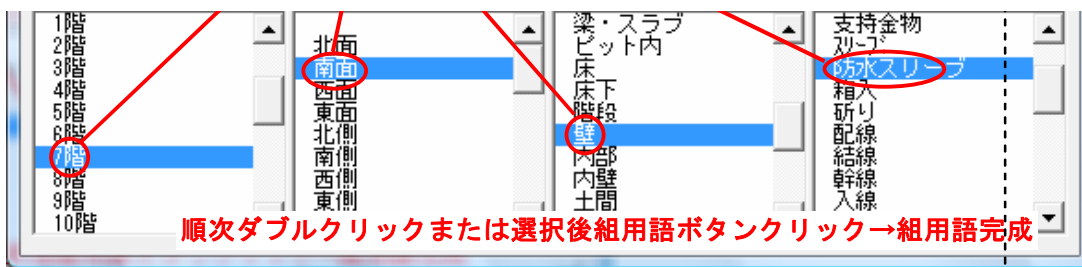 1階
2階
3階
4階
5階
6階
7階
8階
9階
10階
北面
南面
西面
東面
北側
南側
西側
東側
梁・スラブ
ピット内
床
床下
階段
壁
内部
内壁
土間
支持金物
ｽﾘｰﾌﾞ
防水スリーブ
箱入
斫り
配線
結線
幹線
入線
順次ダブルクリックまたは選択後組用語ボタンクリック→組用語完成